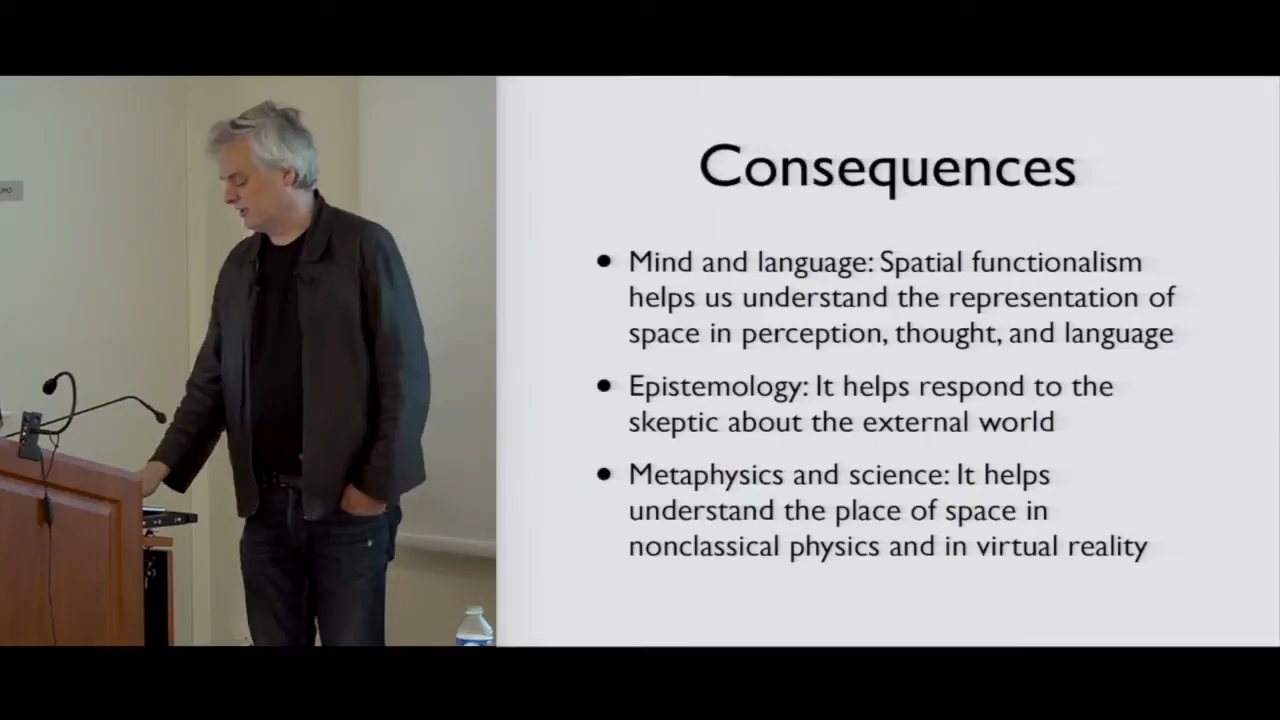 Consequences
• Mind and language: Spatial functionalism
helps us understand the representation of
space in perception, thought, and language
• Epistemology: It helps respond to the
skeptic about the external world
• Metaphysics and science: It helps
understand the place of space in
nonclassical physics and in virtual reality